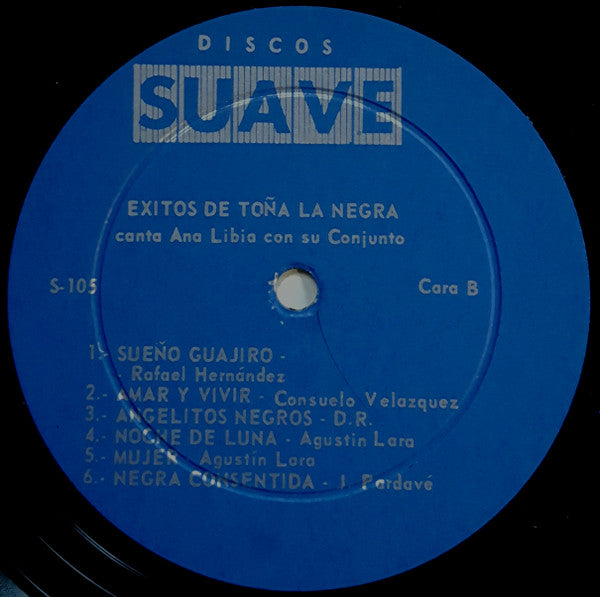 DISCOS
SUAVE
EXITOS DE TOÑA LA NEGRA
canta Ana Libia con su Conjunto
S-105
Cara B
1.- SUEÑO GUAJIRO -
Rafael Hernández
2.- AMAR Y VIVIR - Consuelo Velazquez
3.- ANGELITOS NEGROS - D.R.
4.- NOCHE DE LUNA - Agustín Lara
5.- MUJER Agustín Lara
6.- NEGRA CONSENTIDA - J. Pardavé